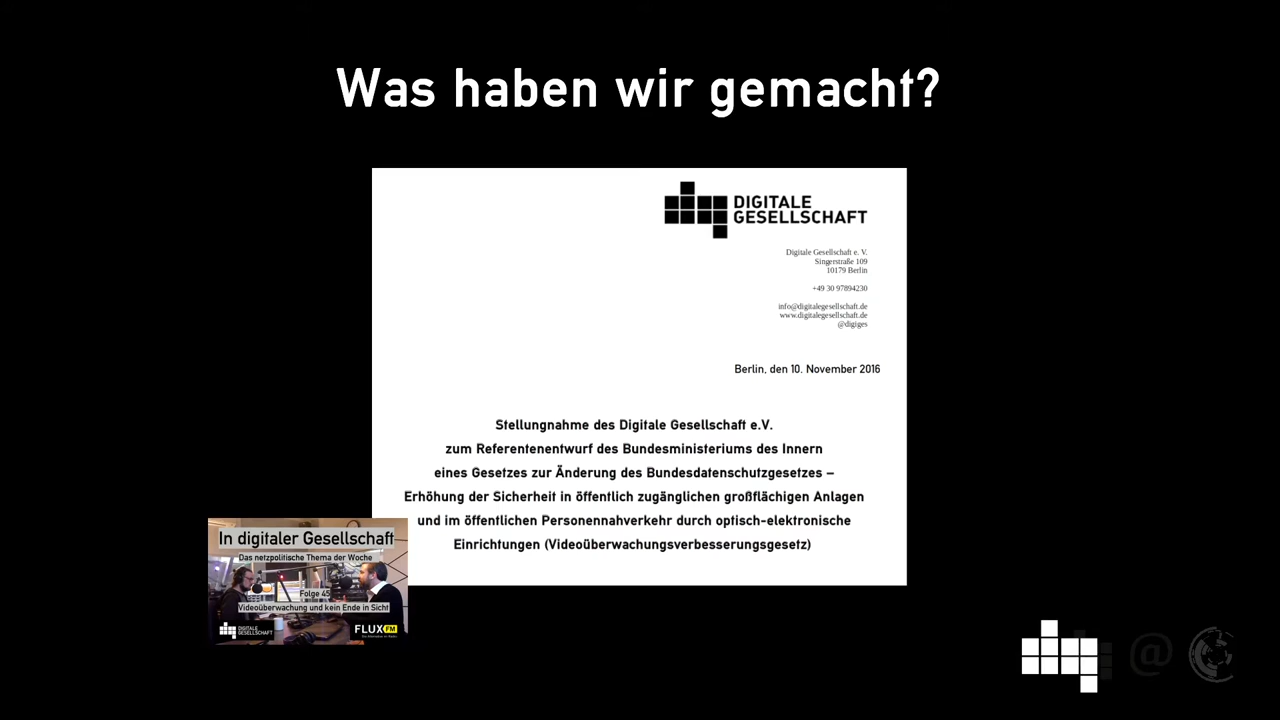 Was haben wir gemacht?
DIGITALE
GESELLSCHAFT
Digitale Gesellschaft e. V.
Singerstraße 109
10179 Berlin
+49 30 97894230
info@digitalegesellschaft.de
www.digitalegesellschaft.de
@digiges
Berlin, den 10. November 2016
Stellungnahme des Digitale Gesellschaft e.V.
zum Referentenentwurf des Bundesministeriums des Innern
eines Gesetzes zur Änderung des Bundesdatenschutzgesetzes –
Erhöhung der Sicherheit in öffentlich zugänglichen großflächigen Anlagen
und im öffentlichen Personennahverkehr durch optisch-elektronische
Einrichtungen (Videoüberwachungsverbesserungsgesetz)
In digitaler Gesellschaft
Das netzpolitische Thema der Woche
Folge 45
Videoüberwachung und kein Ende in Sicht
DIGITALE
GESELLSCHAFT
FLUX FM
Die Alternative im Radio
@